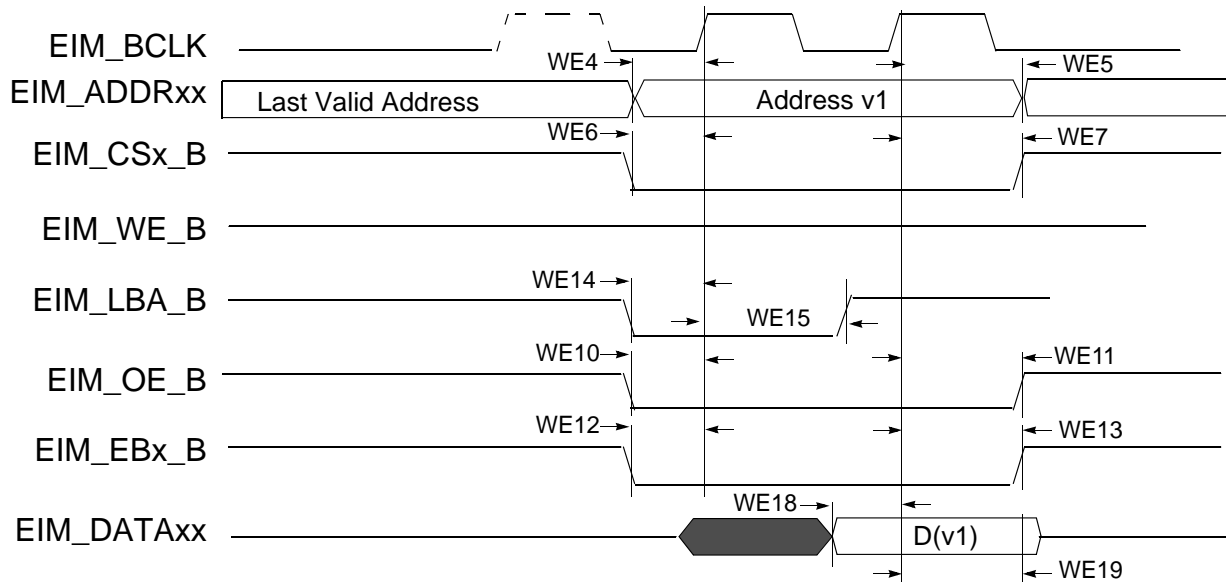 EIM_BCLK
WE4
WE5
EIM_ADDRxx
Last Valid Address
Address v1
WE6
WE7
EIM_CSx_B
EIM_WE_B
WE14
EIM_LBA_B
WE15
WE10
WE11
EIM_OE_B
WE12
WE13
EIM_EBx_B
WE18
EIM_DATAxx
D(v1)
WE19